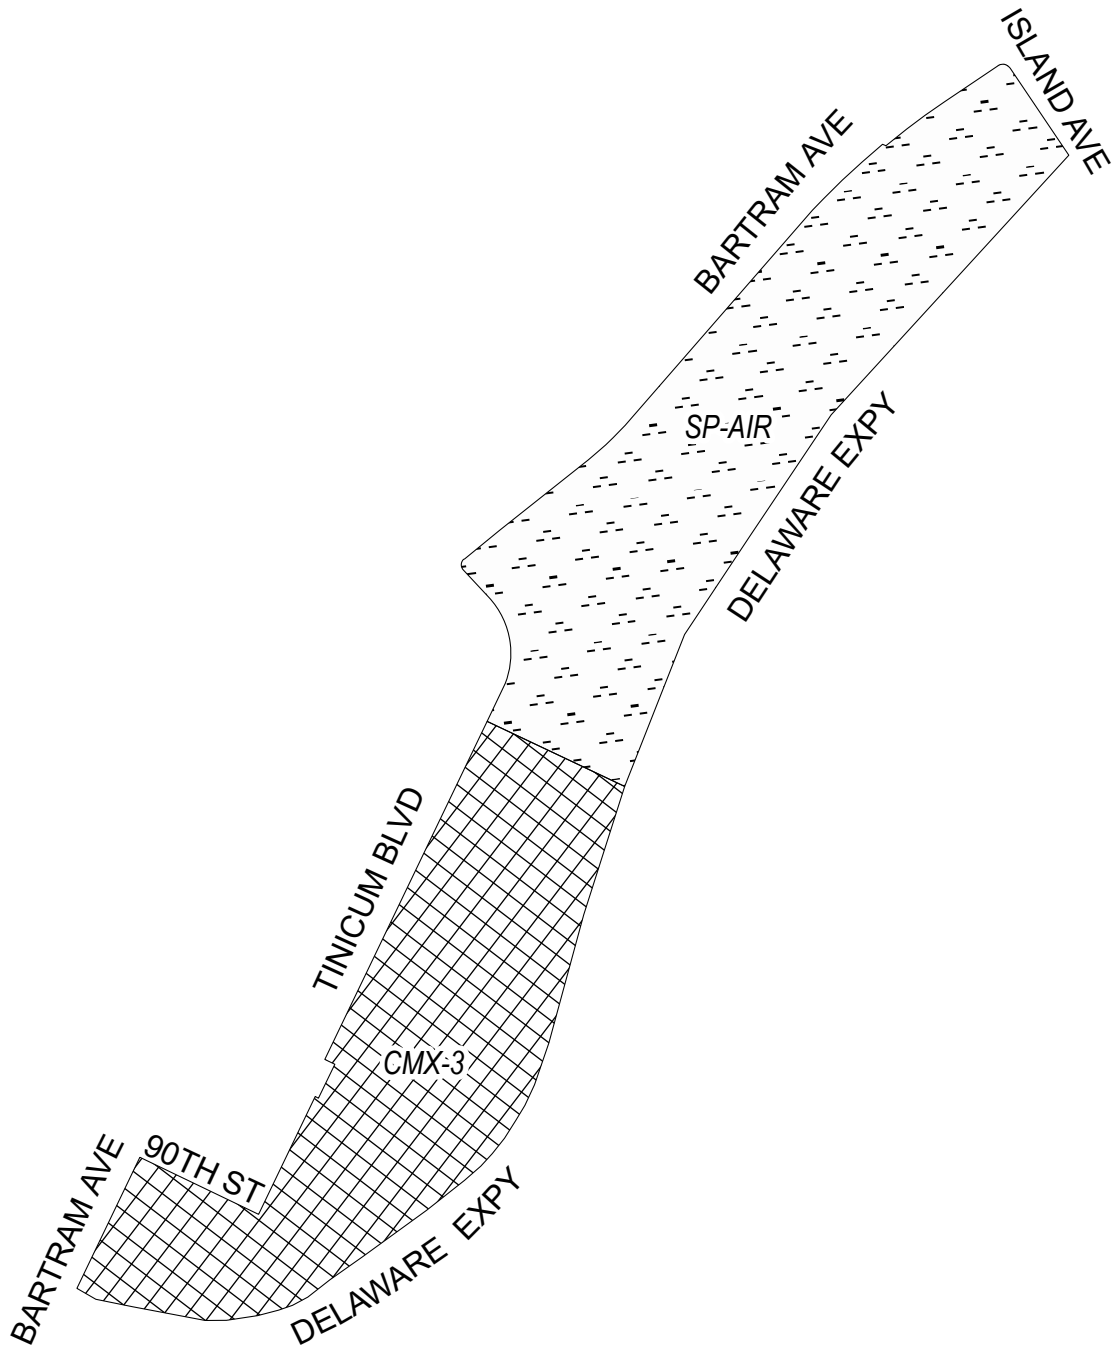 ISLAND AVE
BARTRAM AVE
SP-AIR
DELAWARE EXPY
TINICUM BLVD
CMX-3
90TH ST
BARTRAM AVE
DELAWARE EXPY